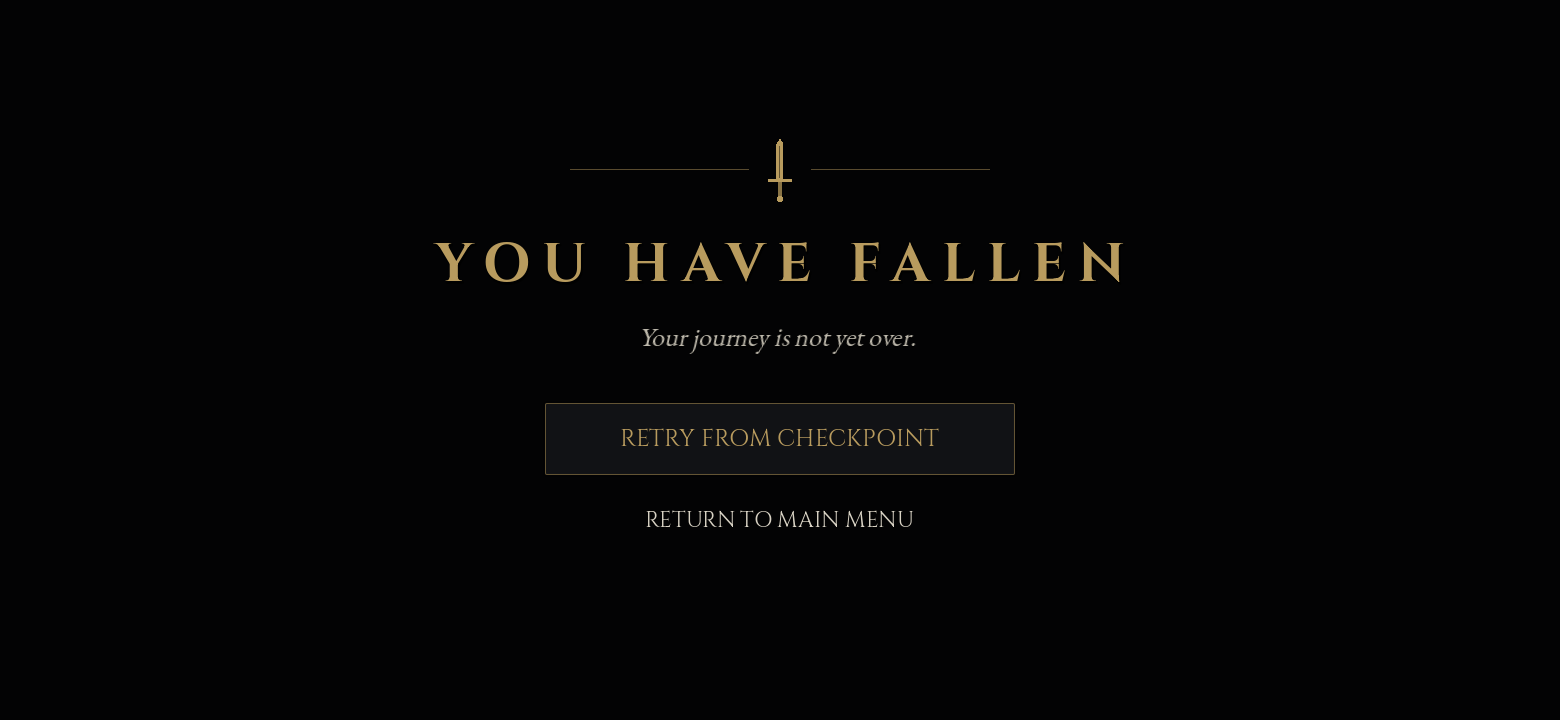 YOU HAVE FALLEN
Your journey is not yet over.
RETRY FROM CHECKPOINT
RETURN TO MAIN MENU